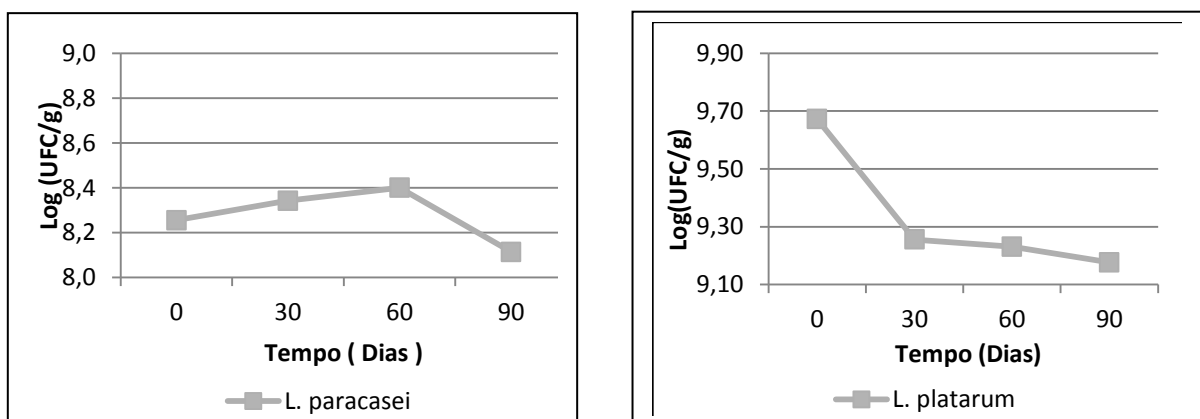 9,0
8,8
8,6
8,4
8,2
8,0
Log (UFC/g)
0 30 60 90
Tempo ( Dias )
L. paracasei
9,90
9,70
9,50
9,30
9,10
Log(UFC/g)
0 30 60 90
Tempo (Dias)
L. platarum